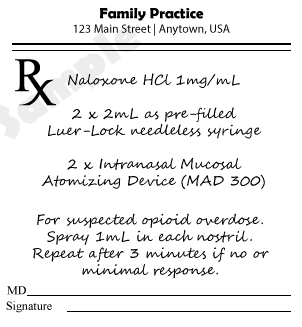 Family Practice
123 Main Street | Anytown, USA
Sample
Rx
Naloxone HCl 1mg/mL
2 x 2mL as pre-filled
Luer-Lock needleless syringe
2 x Intranasal Mucosal
Atomizing Device (MAD 300)
For suspected opioid overdose.
Spray 1mL in each nostril.
Repeat after 3 minutes if no or
minimal response.
MD
Signature